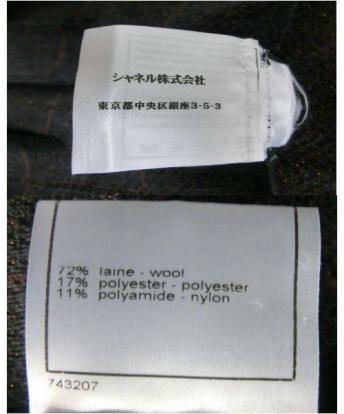 シャネル株式会社
東京都中央区銀座3-5-3
72% laine - wool
17% polyester - polyester
11% polyamide - nylon
743207